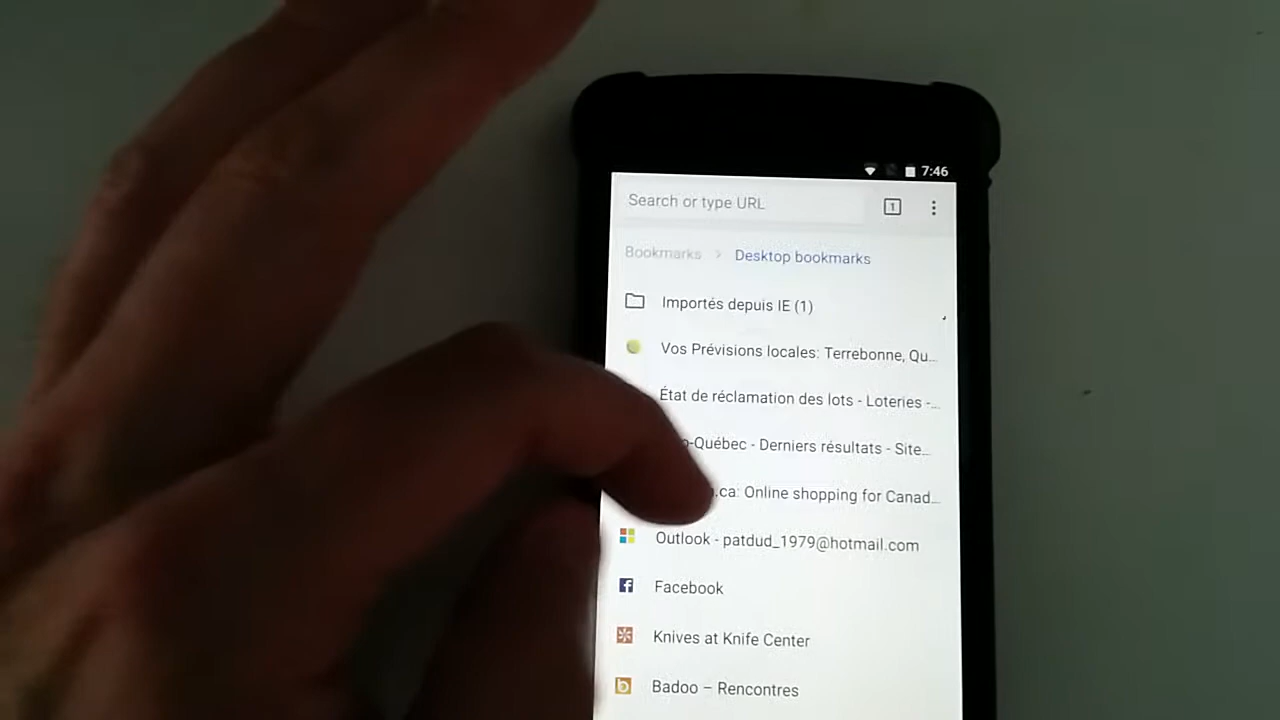 7:46
Search or type URL
1
Bookmarks > Desktop bookmarks
Importés depuis IE (1)
Vos Prévisions locales: Terrebonne, Qu...
État de réclamation des lots - Loteries -...
-Québec - Derniers résultats - Site...
.ca: Online shopping for Canad...
Outlook - patdud_1979@hotmail.com
Facebook
Knives at Knife Center
Badoo – Rencontres